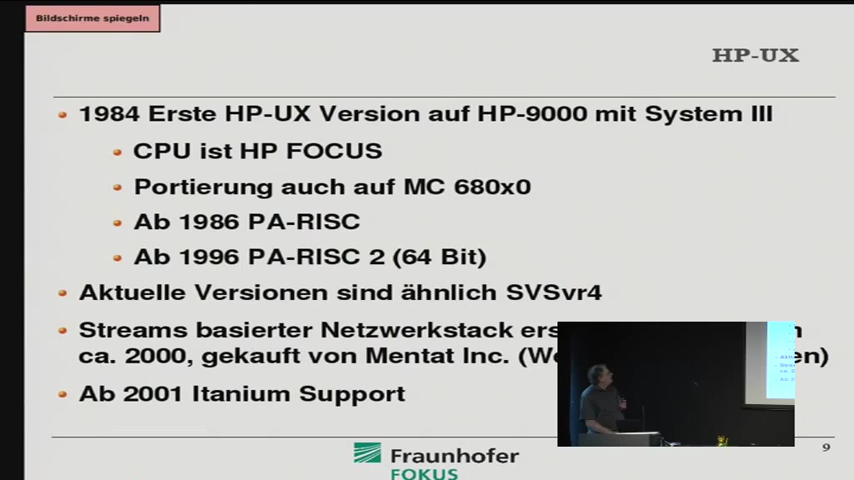 Bildschirme spiegeln
HP-UX
1984 Erste HP-UX Version auf HP-9000 mit System III
CPU ist HP FOCUS
Portierung auch auf MC 680x0
Ab 1986 PA-RISC
Ab 1996 PA-RISC 2 (64 Bit)
Aktuelle Versionen sind ähnlich SVSvr4
Streams basierter Netzwerkstack
ca. 2000, gekauft von Mentat Inc.
Ab 2001 Itanium Support
9
Fraunhofer
FOKUS